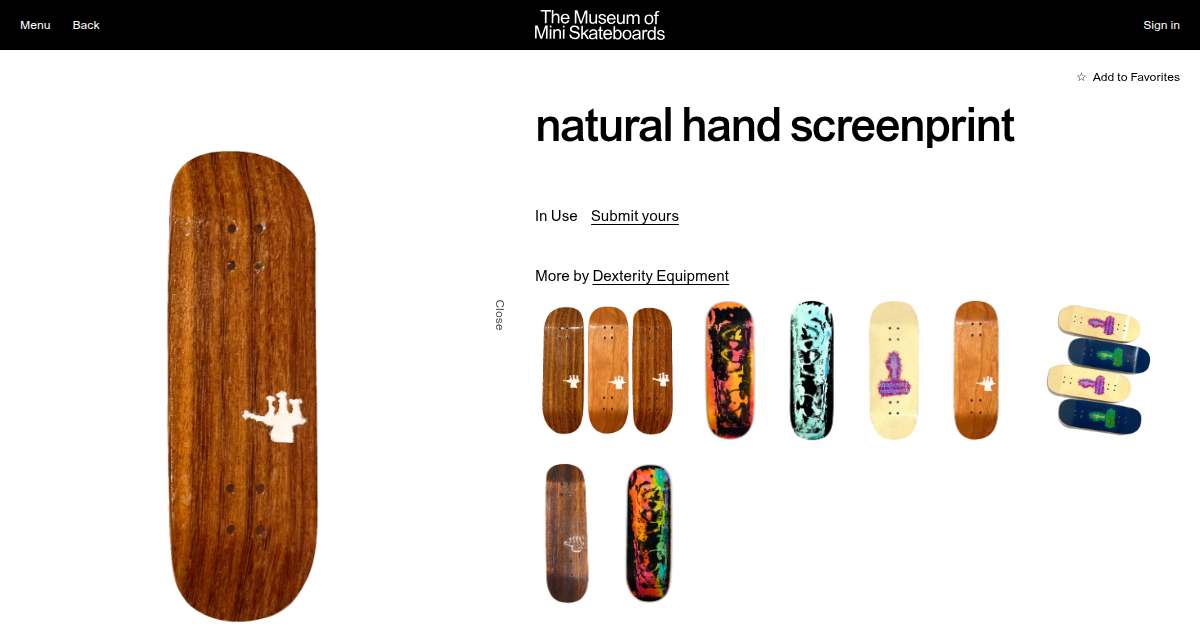 Menu
Back
The Museum of
Mini Skateboards
Sign in
☆ Add to Favorites
natural hand screenprint
In Use Submit yours
More by Dexterity Equipment
Close